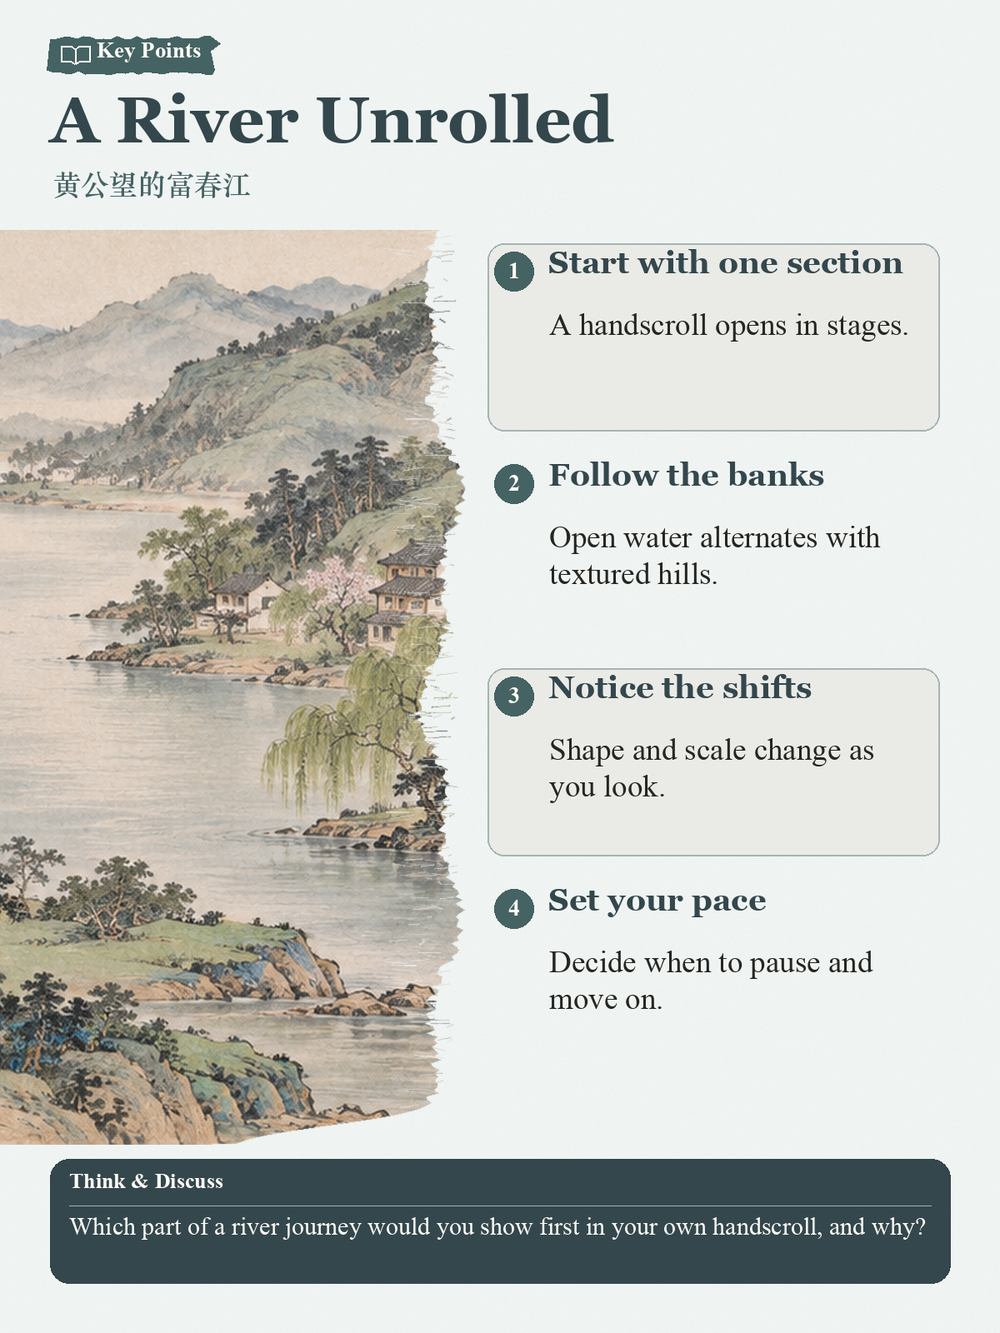 Key Points
A River Unrolled
黄公望的富春江
1 Start with one section
A handscroll opens in stages.
2 Follow the banks
Open water alternates with
textured hills.
3 Notice the shifts
Shape and scale change as
you look.
4 Set your pace
Decide when to pause and
move on.
Think & Discuss
Which part of a river journey would you show first in your own handscroll, and why?